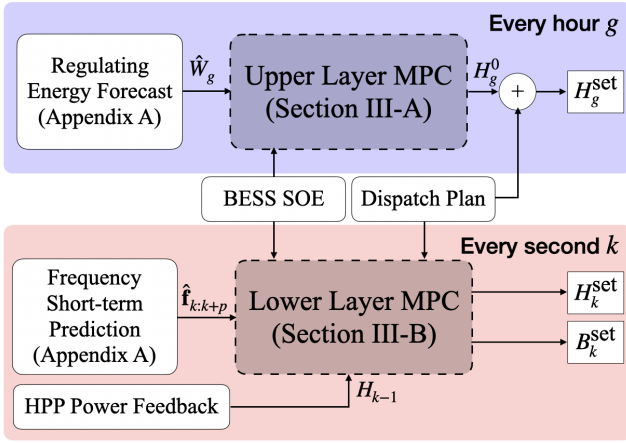 Every hour g
Regulating
Energy Forecast
(Appendix A)
Ŵ_g
Upper Layer MPC
(Section III-A)
H_g^0
+
H_g^set
BESS SOE
Dispatch Plan
Every second k
Frequency
Short-term
Prediction
(Appendix A)
f̂_{k:k+p}
Lower Layer MPC
(Section III-B)
H_k^set
B_k^set
HPP Power Feedback
H_{k−1}